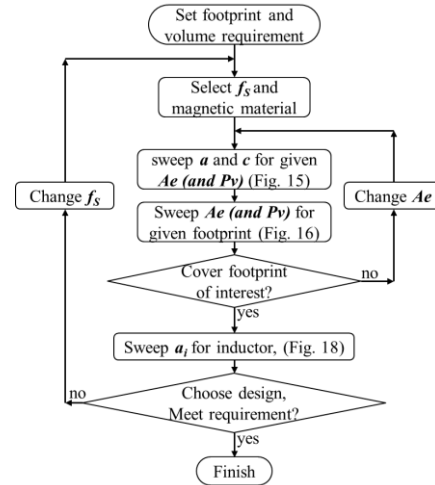 Set footprint and
volume requirement
Select fS and
magnetic material
sweep a and c for given
Ae (and Pv) (Fig. 15)
Change fS
Change Ae
Sweep Ae (and Pv) for
given footprint (Fig. 16)
Cover footprint
of interest?
no
yes
Sweep ai for inductor, (Fig. 18)
no
Choose design,
Meet requirement?
yes
Finish